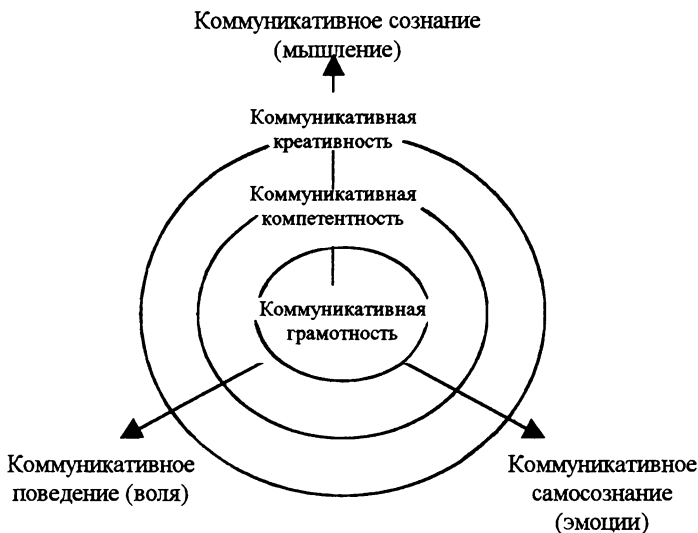 Коммуникативное сознание
(мышление)
Коммуникативная
креативность
Коммуникативная
компетентность
Коммуникативная
грамотность
Коммуникативное
поведение (воля)
Коммуникативное
самосознание
(эмоции)